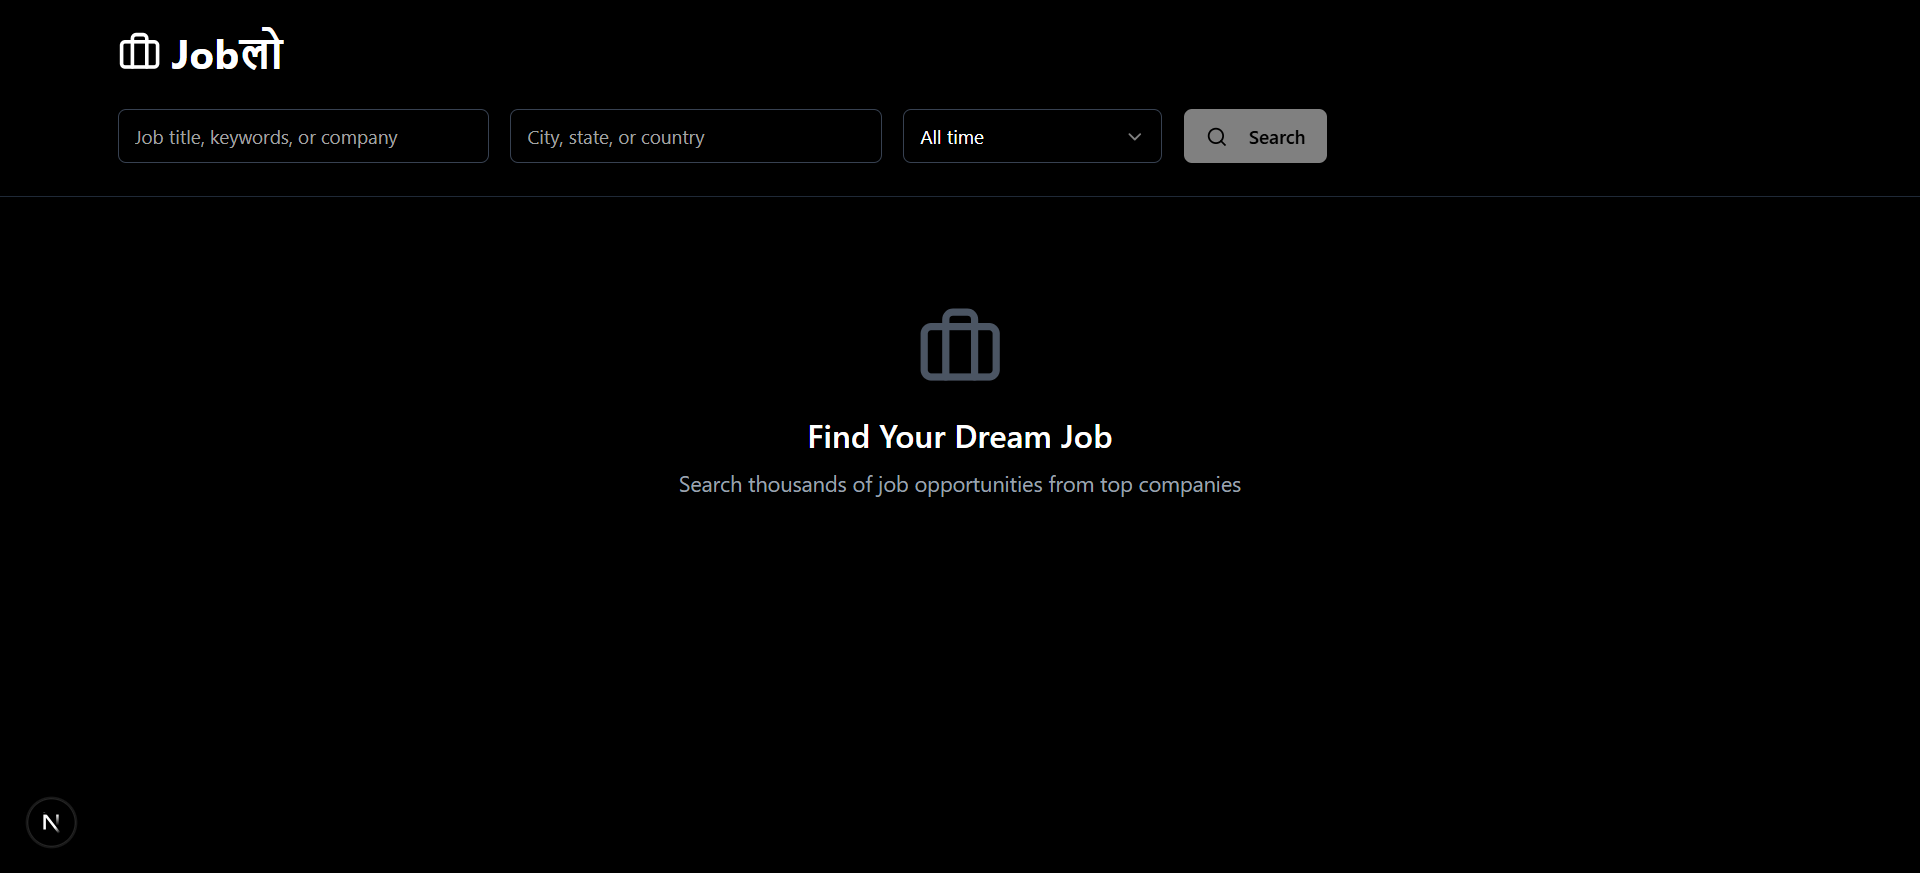 Jobलो
Job title, keywords, or company
City, state, or country
All time
Search
Find Your Dream Job
Search thousands of job opportunities from top companies
N